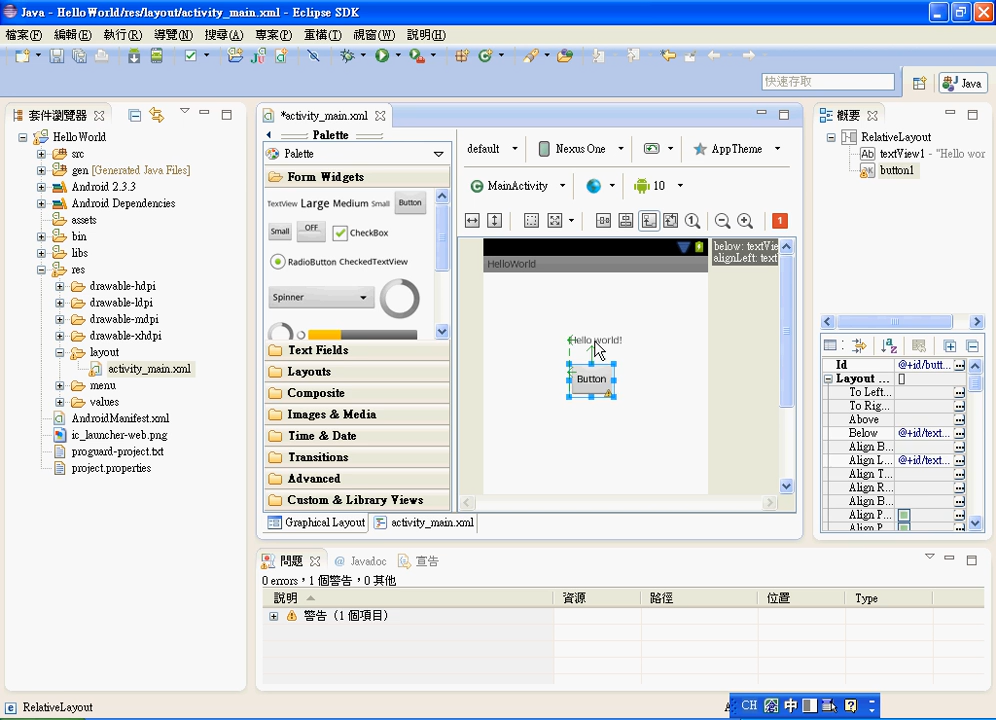 Java - HelloWorld/res/layout/activity_main.xml - Eclipse SDK
檔案(F) 編輯(E) 執行(R) 導覽(N) 搜尋(A) 專案(P) 重構(T) 視窗(W) 說明(H)
快速存取
Java
套件瀏覽器
HelloWorld
src
gen [Generated Java Files]
Android 2.3.3
Android Dependencies
assets
bin
libs
res
drawable-hdpi
drawable-ldpi
drawable-mdpi
drawable-xhdpi
layout
activity_main.xml
menu
values
AndroidManifest.xml
ic_launcher-web.png
proguard-project.txt
project.properties
*activity_main.xml
Palette
Palette
Form Widgets
TextView Large Medium Small Button
Small OFF CheckBox
RadioButton CheckedTextView
Spinner
Text Fields
Layouts
Composite
Images & Media
Time & Date
Transitions
Advanced
Custom & Library Views
default Nexus One AppTheme
MainActivity 10
1
HelloWorld
below: textVie
alignLeft: text
Hello world!
Button
Graphical Layout activity_main.xml
概要
RelativeLayout
Ab textView1 - "Hello wor
button1
Id @+id/butt...
Layout ... []
To Left...
To Rig...
Above
Below @+id/text...
Align B...
Align L... @+id/text...
Align T...
Align R...
Align B...
Align P...
Align P...
問題 @ Javadoc 宣告
0 errors，1 個警告，0 其他
說明 資源 路徑 位置 Type
警告 (1 個項目)
RelativeLayout
CH 中